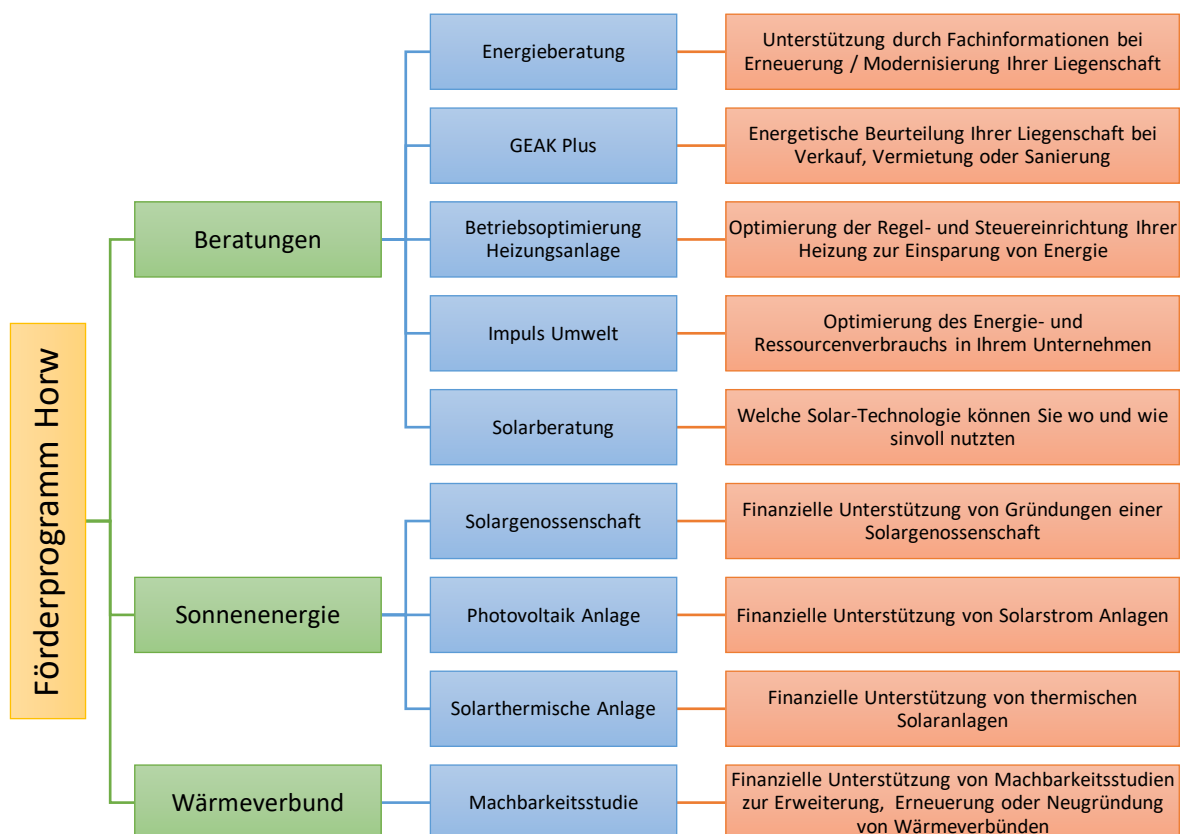 Förderprogramm Horw
Beratungen
Energieberatung
Unterstützung durch Fachinformationen bei
Erneuerung / Modernisierung Ihrer Liegenschaft
GEAK Plus
Energetische Beurteilung Ihrer Liegenschaft bei
Verkauf, Vermietung oder Sanierung
Betriebsoptimierung
Heizungsanlage
Optimierung der Regel- und Steuereinrichtung Ihrer
Heizung zur Einsparung von Energie
Impuls Umwelt
Optimierung des Energie- und
Ressourcenverbrauchs in Ihrem Unternehmen
Solarberatung
Welche Solar-Technologie können Sie wo und wie
sinvoll nutzten
Sonnenenergie
Solargenossenschaft
Finanzielle Unterstützung von Gründungen einer
Solargenossenschaft
Photovoltaik Anlage
Finanzielle Unterstützung von Solarstrom Anlagen
Solarthermische Anlage
Finanzielle Unterstützung von thermischen
Solaranlagen
Wärmeverbund
Machbarkeitsstudie
Finanzielle Unterstützung von Machbarkeitsstudien
zur Erweiterung, Erneuerung oder Neugründung
von Wärmeverbünden